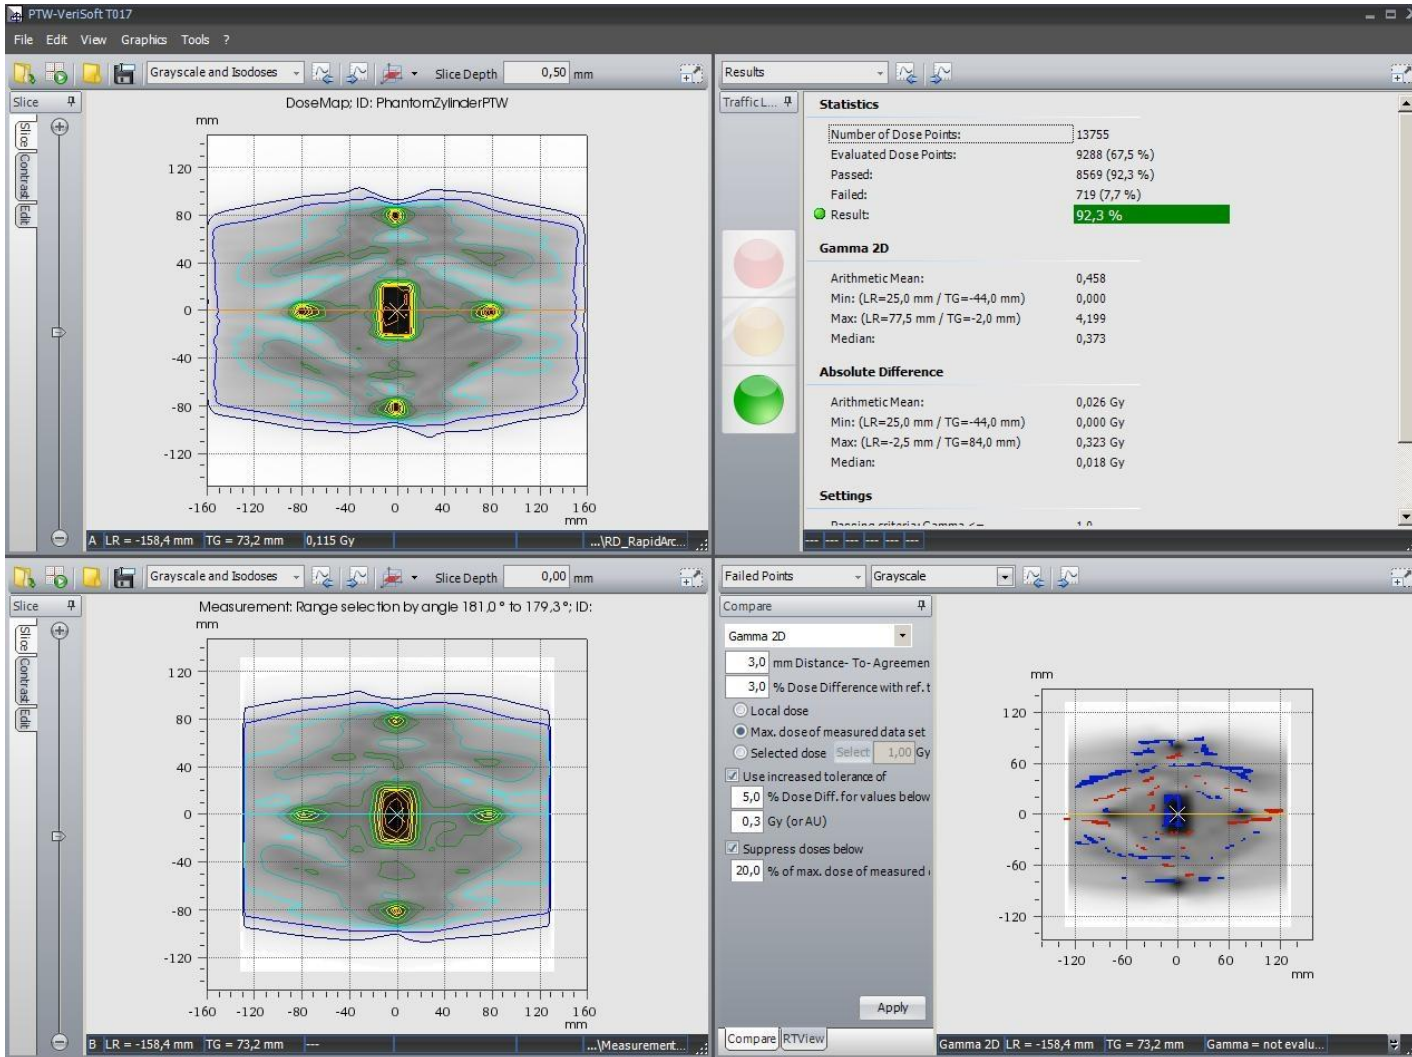 PTW-VeriSoft T017
File Edit View Graphics Tools ?
Grayscale and Isodoses Slice Depth 0,50 mm
Slice
Slice
Contrast
Edit
DoseMap; ID: PhantomZylinderPTW
mm
120
80
40
0
-40
-80
-120
-160 -120 -80 -40 0 40 80 120 160
mm
A LR = -158,4 mm TG = 73,2 mm 0,115 Gy ...\RD_RapidArc...
Results
Traffic L...
Statistics
Number of Dose Points: 13755
Evaluated Dose Points: 9288 (67,5 %)
Passed: 8569 (92,3 %)
Failed: 719 (7,7 %)
Result: 92,3 %
Gamma 2D
Arithmetic Mean: 0,458
Min: (LR=25,0 mm / TG=-44,0 mm) 0,000
Max: (LR=77,5 mm / TG=-2,0 mm) 4,199
Median: 0,373
Absolute Difference
Arithmetic Mean: 0,026 Gy
Min: (LR=25,0 mm / TG=-44,0 mm) 0,000 Gy
Max: (LR=-2,5 mm / TG=84,0 mm) 0,323 Gy
Median: 0,018 Gy
Settings
--- --- --- --- --- ---
Grayscale and Isodoses Slice Depth 0,00 mm
Slice
Slice
Contrast
Edit
Measurement: Range selection by angle 181,0 ° to 179,3 °; ID:
mm
120
80
40
0
-40
-80
-120
-160 -120 -80 -40 0 40 80 120 160
mm
B LR = -158,4 mm TG = 73,2 mm --- ...\Measurement...
Failed Points Grayscale
Compare
Gamma 2D
3,0 mm Distance- To- Agreemen
3,0 % Dose Difference with ref. t
Local dose
Max. dose of measured data set
Selected dose Select 1,00 Gy
Use increased tolerance of
5,0 % Dose Diff. for values below
0,3 Gy (or AU)
Suppress doses below
20,0 % of max. dose of measured
Apply
Compare RTView
mm
120
60
0
-60
-120
-120 -60 0 60 120
mm
Gamma 2D LR = -158,4 mm TG = 73,2 mm Gamma = not evalu...